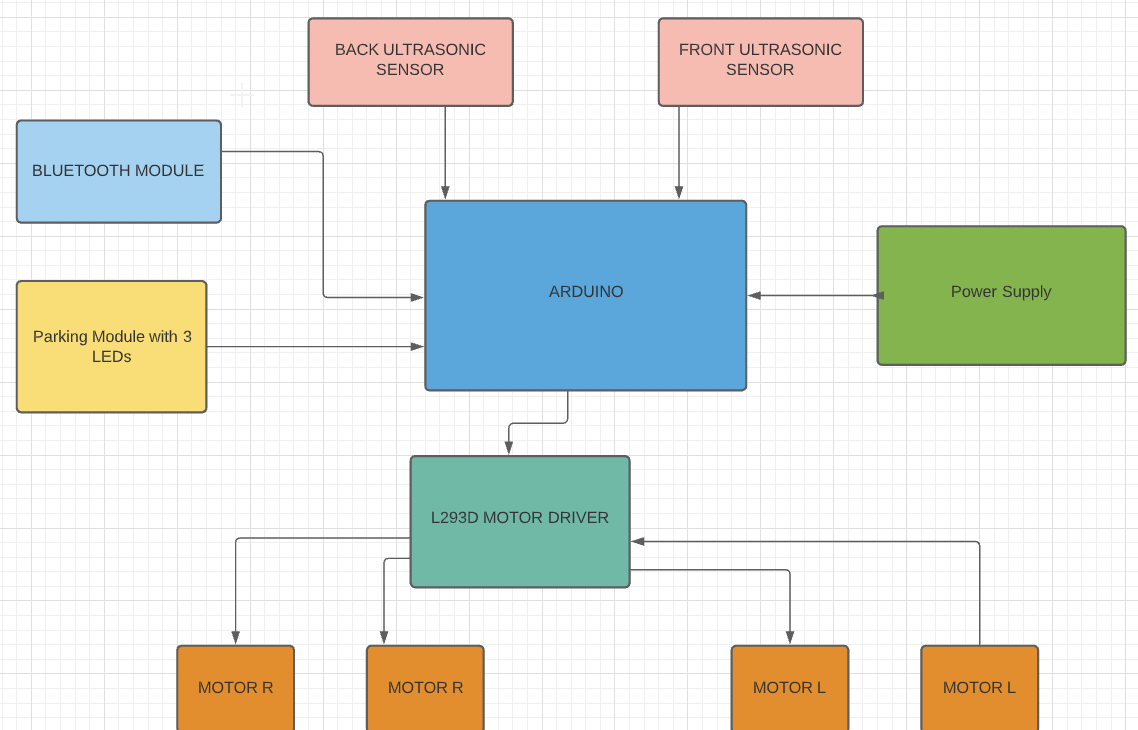 BACK ULTRASONIC
SENSOR
FRONT ULTRASONIC
SENSOR
BLUETOOTH MODULE
ARDUINO
Power Supply
Parking Module with 3
LEDs
L293D MOTOR DRIVER
MOTOR R
MOTOR R
MOTOR L
MOTOR L